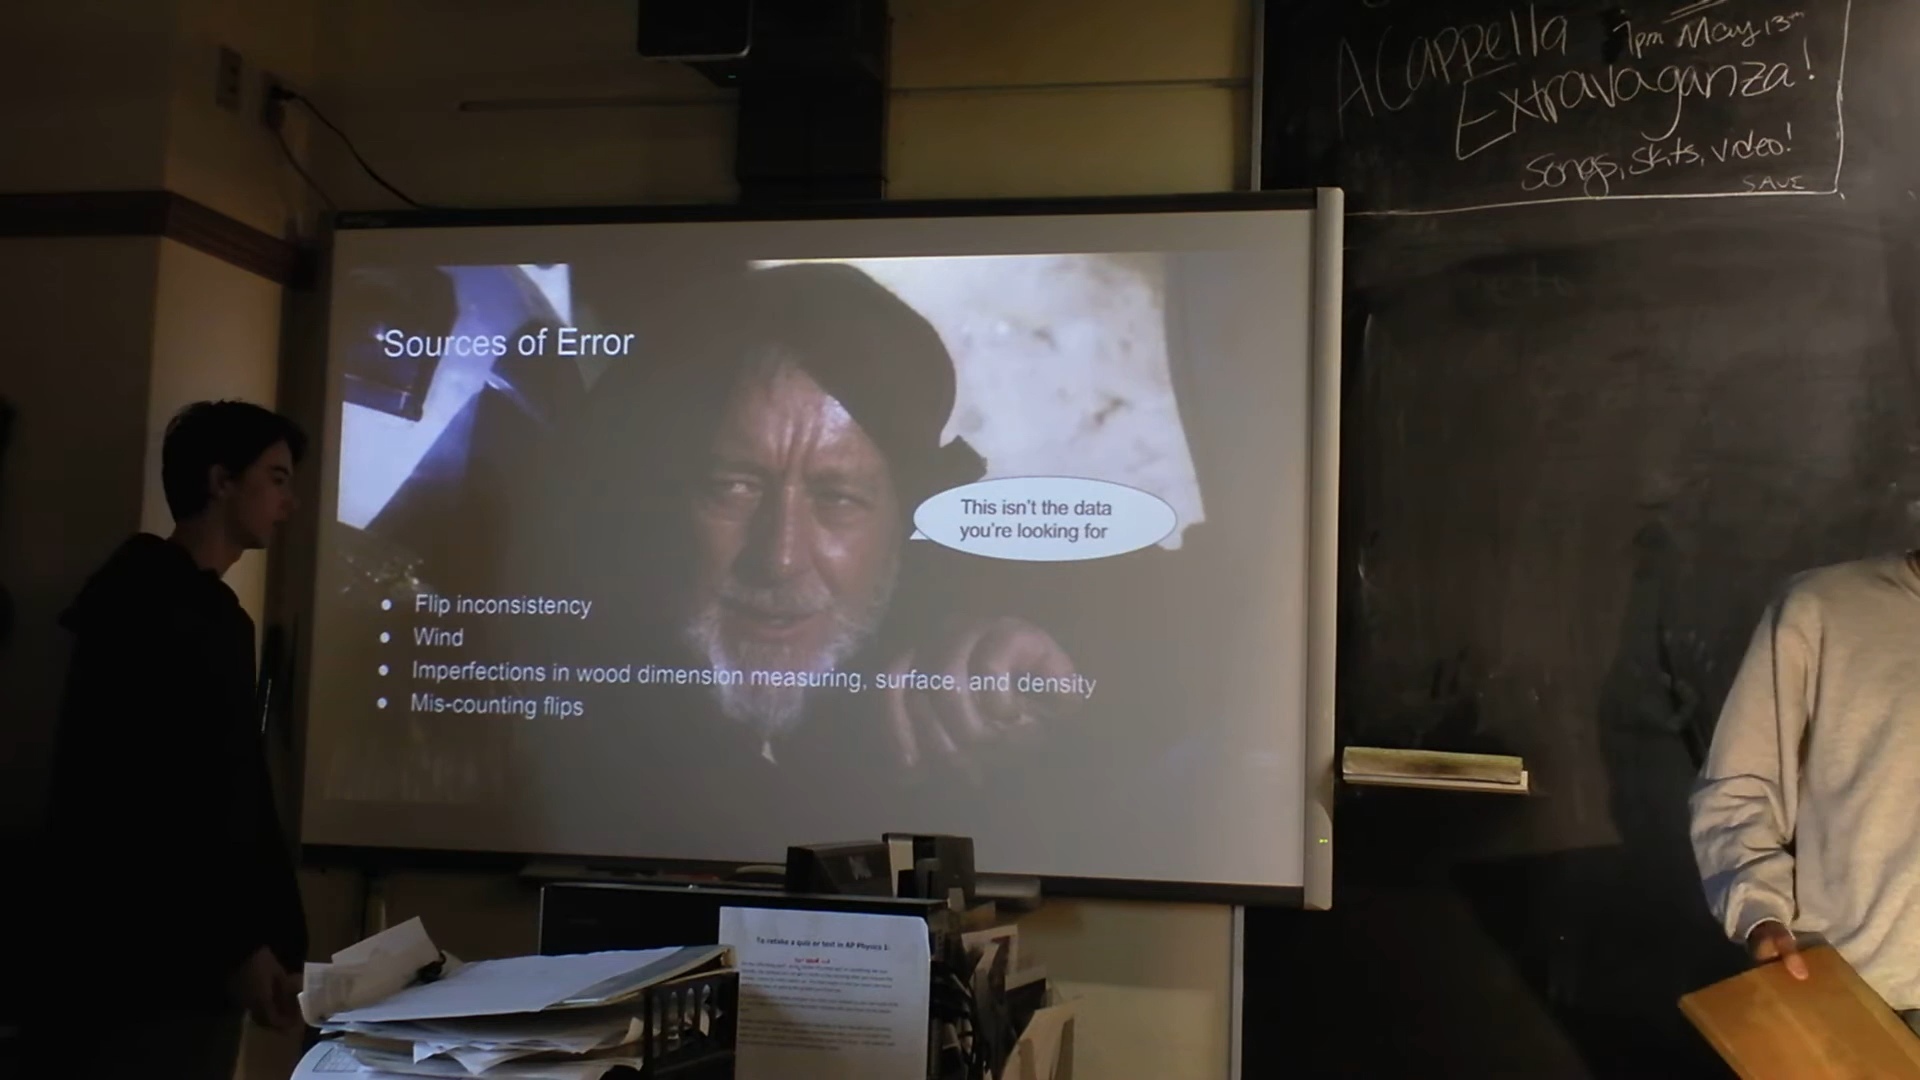 A Cappella 7pm May 13th
Extravaganza!
Songs, skits, video!
SAVE
Sources of Error
This isn't the data
you're looking for
Flip inconsistency
Wind
Imperfections in wood dimension measuring, surface, and density
Mis-counting flips
To retake a quiz or test in AP Physics 1: